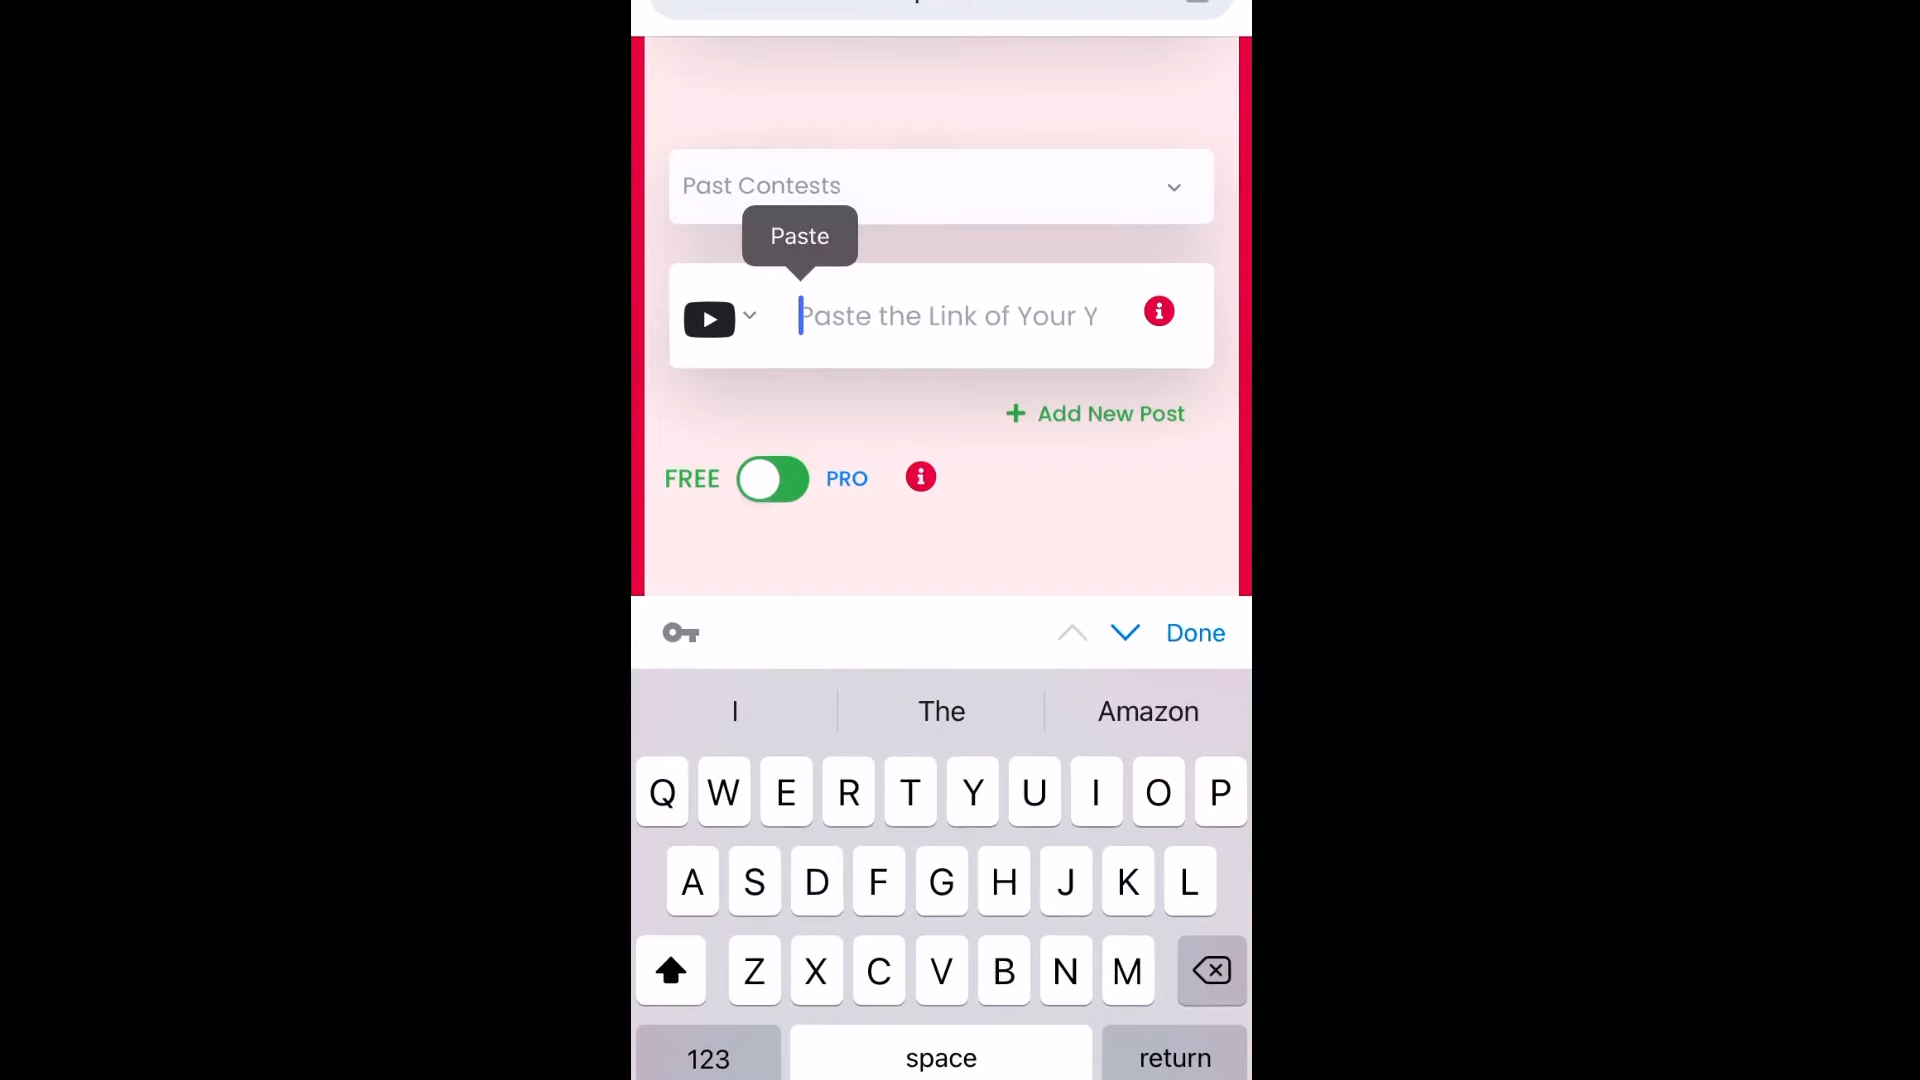 Past Contests
Paste
Paste the Link of Your Y
+ Add New Post
FREE PRO
Done
I The Amazon
Q W E R T Y U I O P
A S D F G H J K L
Z X C V B N M
123 space return